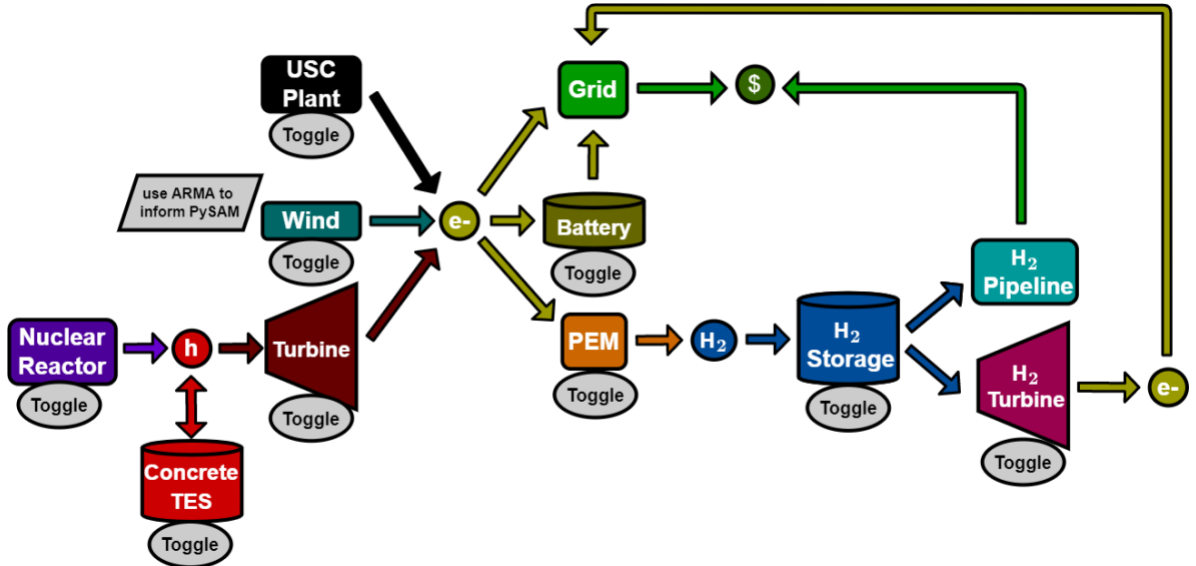 USC
Plant
Toggle
Grid
$
use ARMA to
inform PySAM
Wind
Toggle
e-
Battery
Toggle
H₂
Pipeline
Nuclear
Reactor
Toggle
h
Turbine
Toggle
PEM
Toggle
H₂
H₂
Storage
Toggle
H₂
Turbine
Toggle
e-
Concrete
TES
Toggle